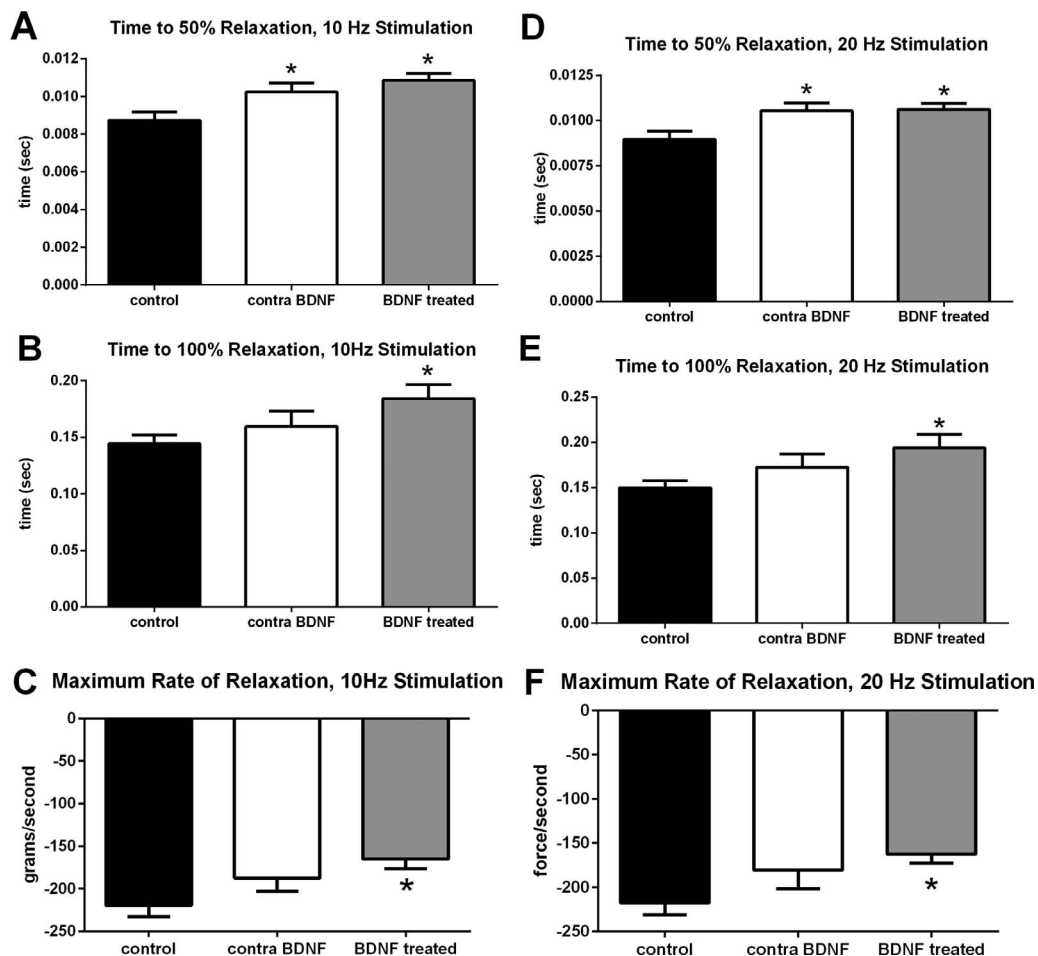 A Time to 50% Relaxation, 10 Hz Stimulation
time (sec)
0.012
0.010
0.008
0.006
0.004
0.002
0.000
*
*
control contra BDNF BDNF treated
B Time to 100% Relaxation, 10Hz Stimulation
time (sec)
0.20
0.15
0.10
0.05
0.00
*
control contra BDNF BDNF treated
C Maximum Rate of Relaxation, 10Hz Stimulation
grams/second
0
-50
-100
-150
-200
-250
*
control contra BDNF BDNF treated
D Time to 50% Relaxation, 20 Hz Stimulation
time (sec)
0.0125
0.0100
0.0075
0.0050
0.0025
0.0000
*
*
control contra BDNF BDNF treated
E Time to 100% Relaxation, 20 Hz Stimulation
time (sec)
0.25
0.20
0.15
0.10
0.05
0.00
*
control contra BDNF BDNF treated
F Maximum Rate of Relaxation, 20 Hz Stimulation
force/second
0
-50
-100
-150
-200
-250
*
control contra BDNF BDNF treated